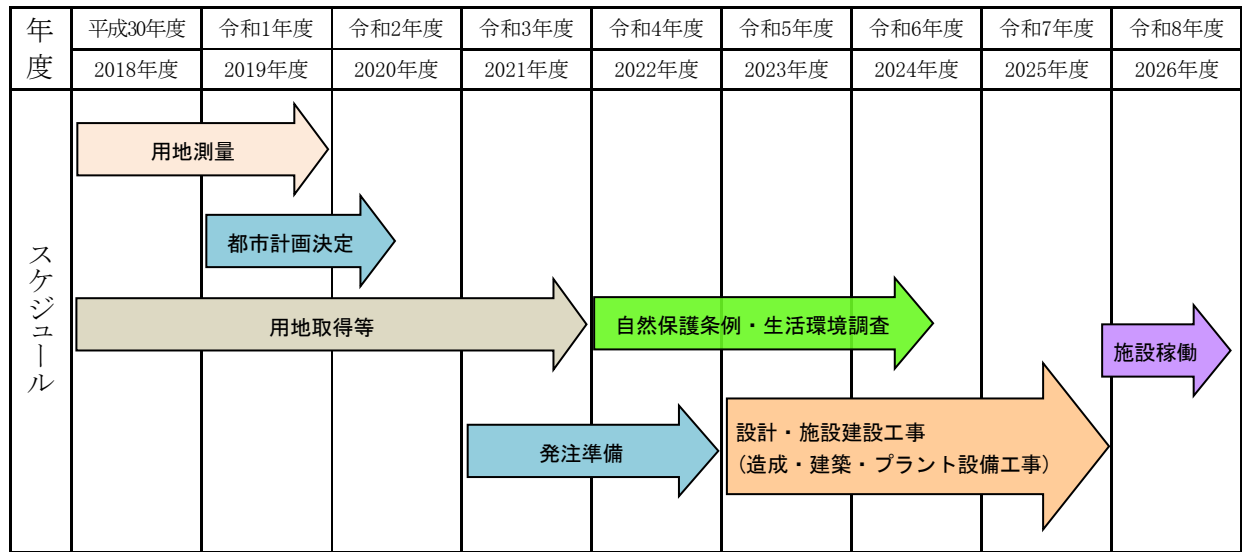 年度
平成30年度 令和1年度 令和2年度 令和3年度 令和4年度 令和5年度 令和6年度 令和7年度 令和8年度
2018年度 2019年度 2020年度 2021年度 2022年度 2023年度 2024年度 2025年度 2026年度
スケジュール
用地測量
都市計画決定
用地取得等
自然保護条例・生活環境調査
施設稼働
発注準備
設計・施設建設工事
(造成・建築・プラント設備工事)